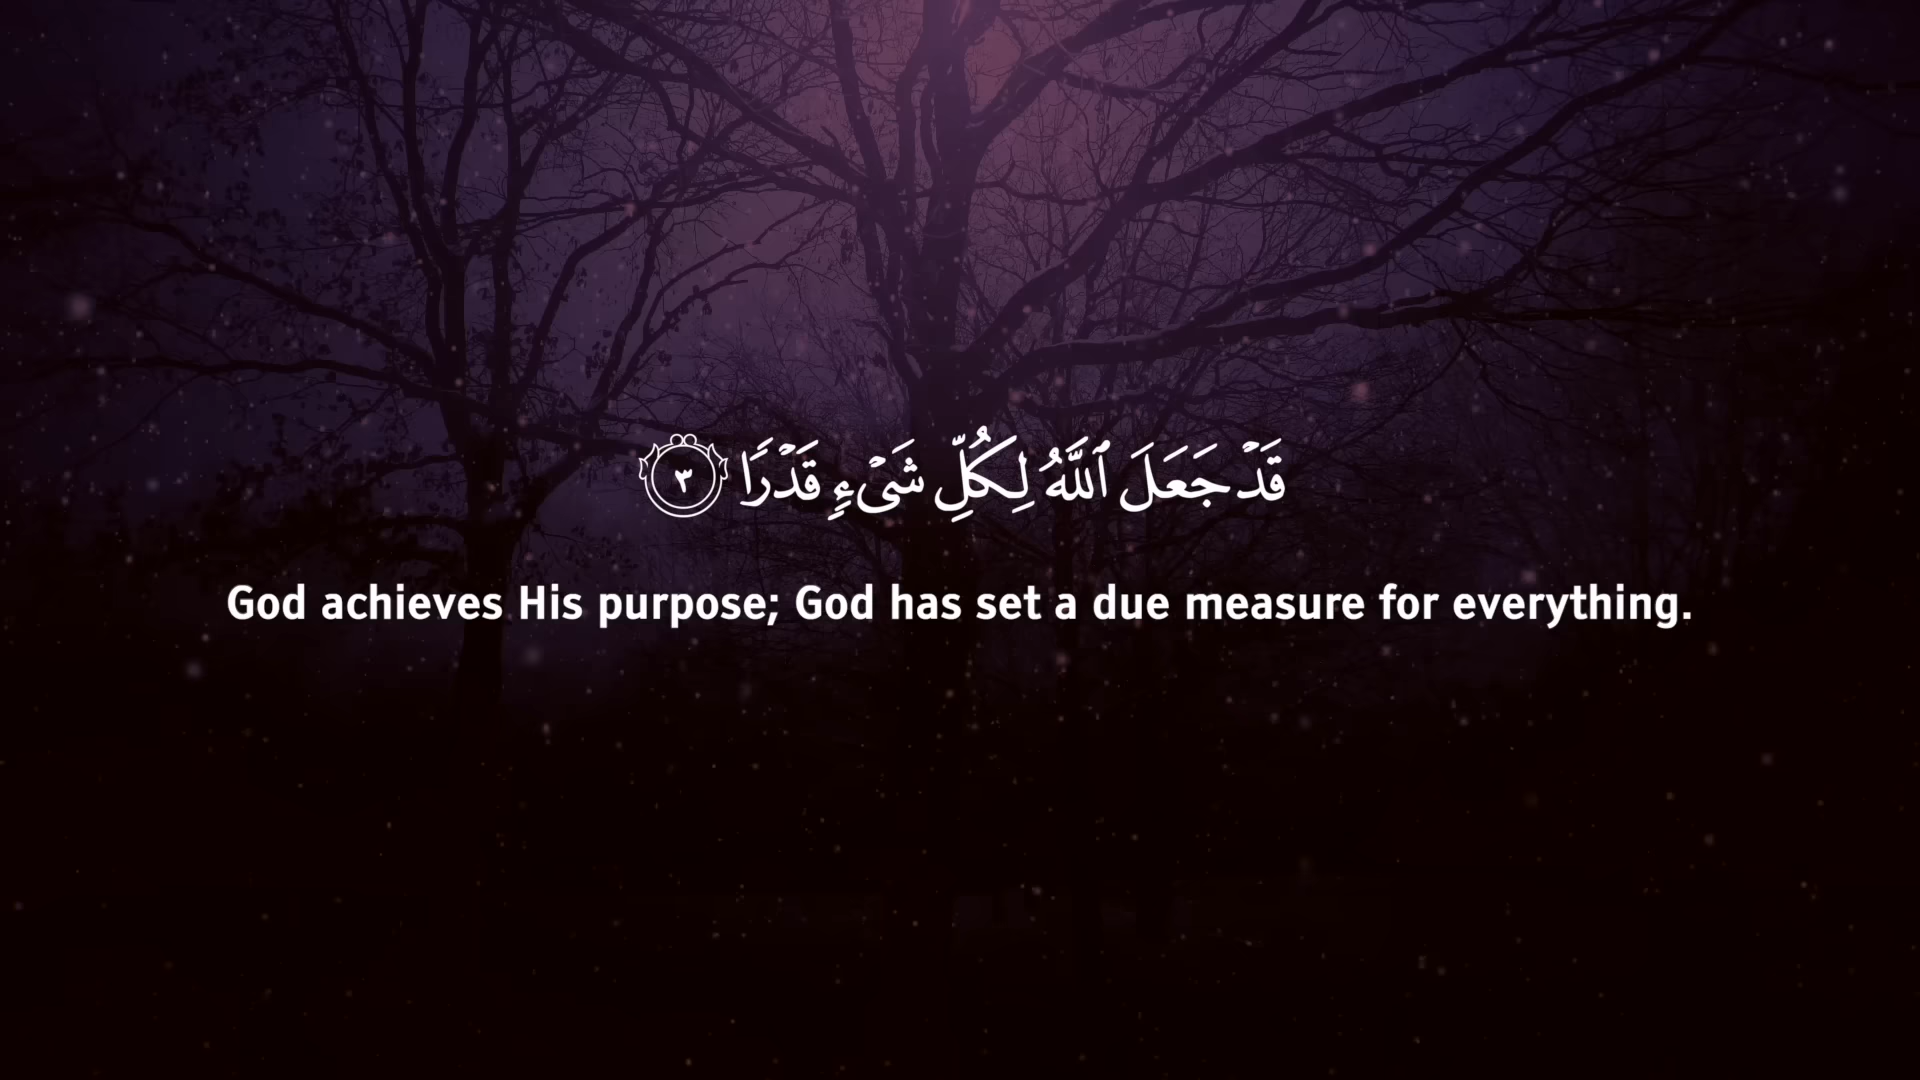 قَدْ جَعَلَ ٱللَّهُ لِكُلِّ شَىْءٍ قَدْرًا ٣
God achieves His purpose; God has set a due measure for everything.